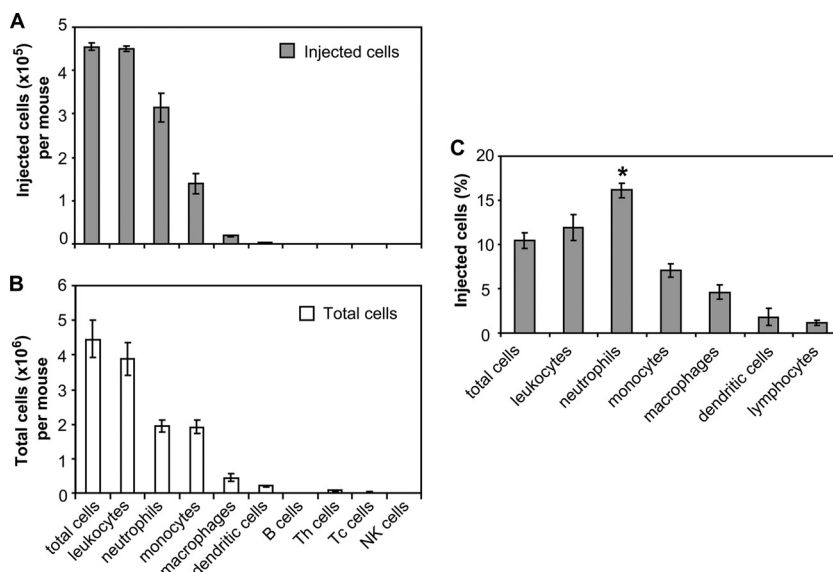 A
Injected cells (x10⁵)
per mouse
5
4
3
2
1
0
Injected cells
B
Total cells (x10⁶)
per mouse
6
5
4
3
2
1
0
Total cells
total cells
leukocytes
neutrophils
monocytes
macrophages
dendritic cells
B cells
Th cells
Tc cells
NK cells
C
Injected cells (%)
20
15
10
5
0
*
total cells
leukocytes
neutrophils
monocytes
macrophages
dendritic cells
lymphocytes